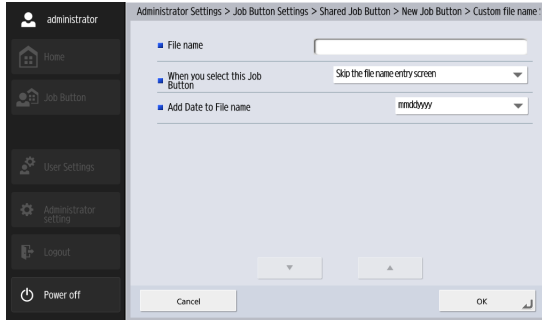 administrator
Administrator Settings > Job Button Settings > Shared Job Button > New Job Button > Custom file name
Home
Job Button
User Settings
Administrator
setting
Logout
Power off
File name
When you select this Job
Button
Skip the file name entry screen
Add Date to File name
mmddyyyy
Cancel
OK